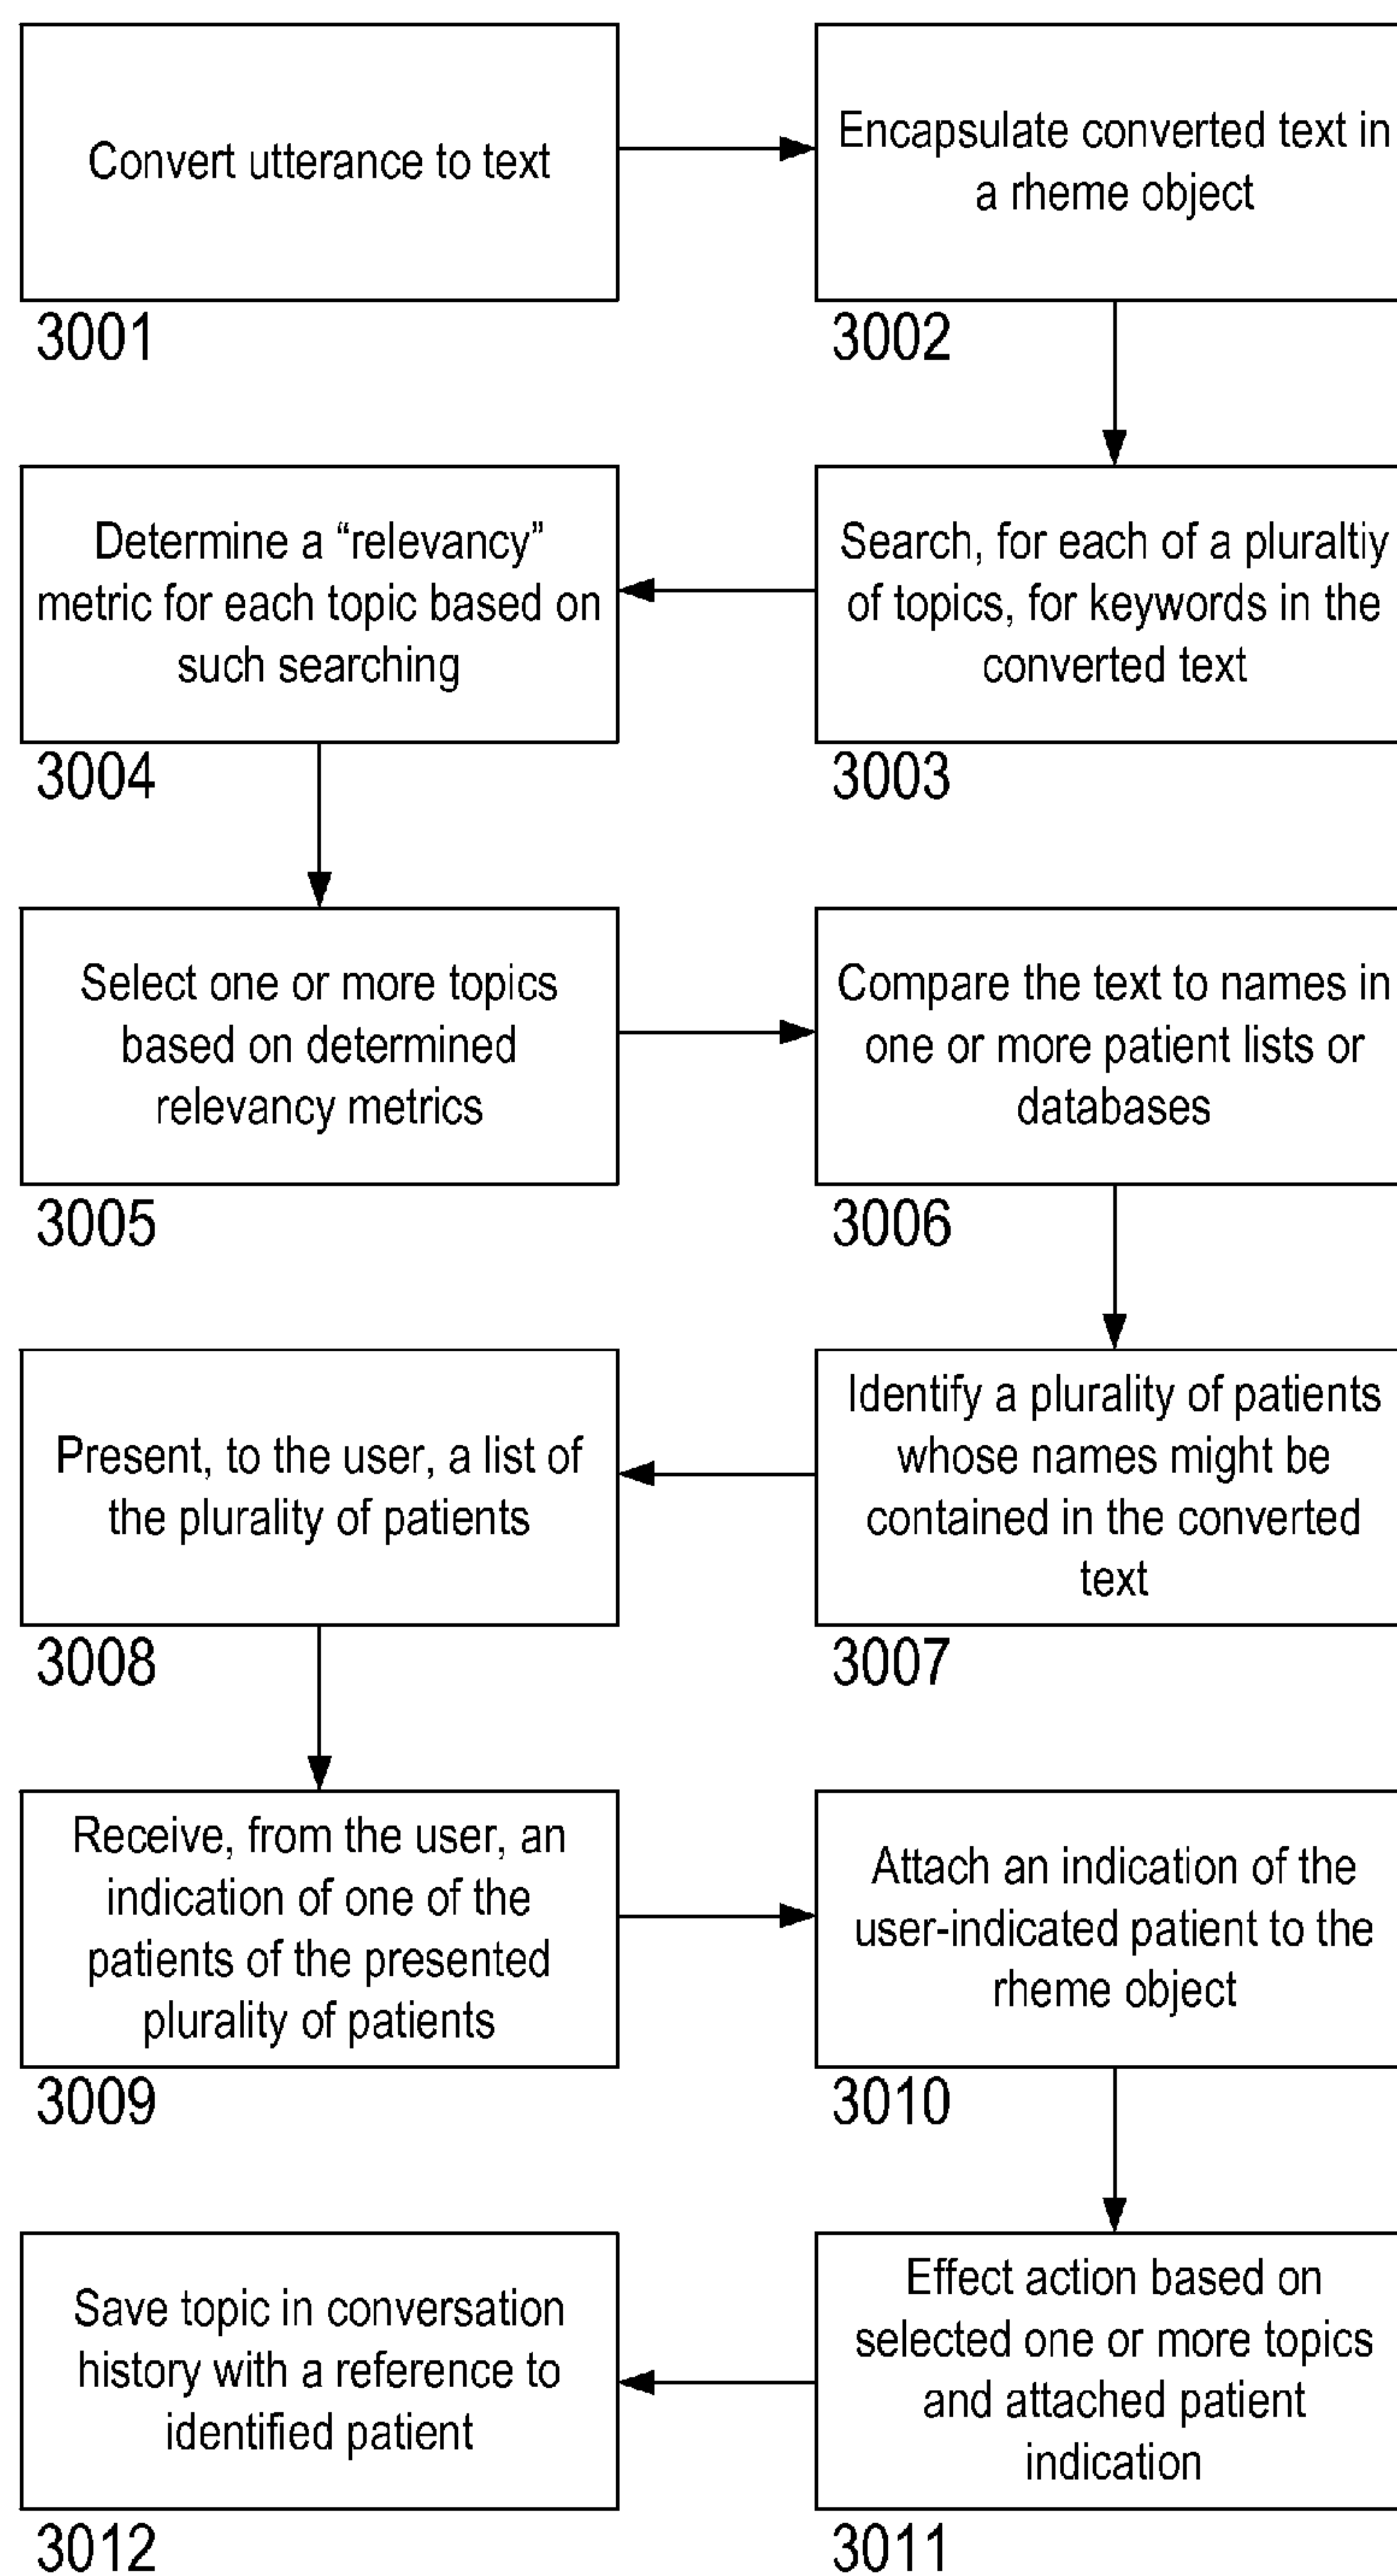 Convert utterance to text
3001
Encapsulate converted text in
a rheme object
3002
Search, for each of a pluraltiy
of topics, for keywords in the
converted text
3003
Determine a “relevancy”
metric for each topic based on
such searching
3004
Select one or more topics
based on determined
relevancy metrics
3005
Compare the text to names in
one or more patient lists or
databases
3006
Identify a plurality of patients
whose names might be
contained in the converted
text
3007
Present, to the user, a list of
the plurality of patients
3008
Receive, from the user, an
indication of one of the
patients of the presented
plurality of patients
3009
Attach an indication of the
user-indicated patient to the
rheme object
3010
Effect action based on
selected one or more topics
and attached patient
indication
3011
Save topic in conversation
history with a reference to
identified patient
3012